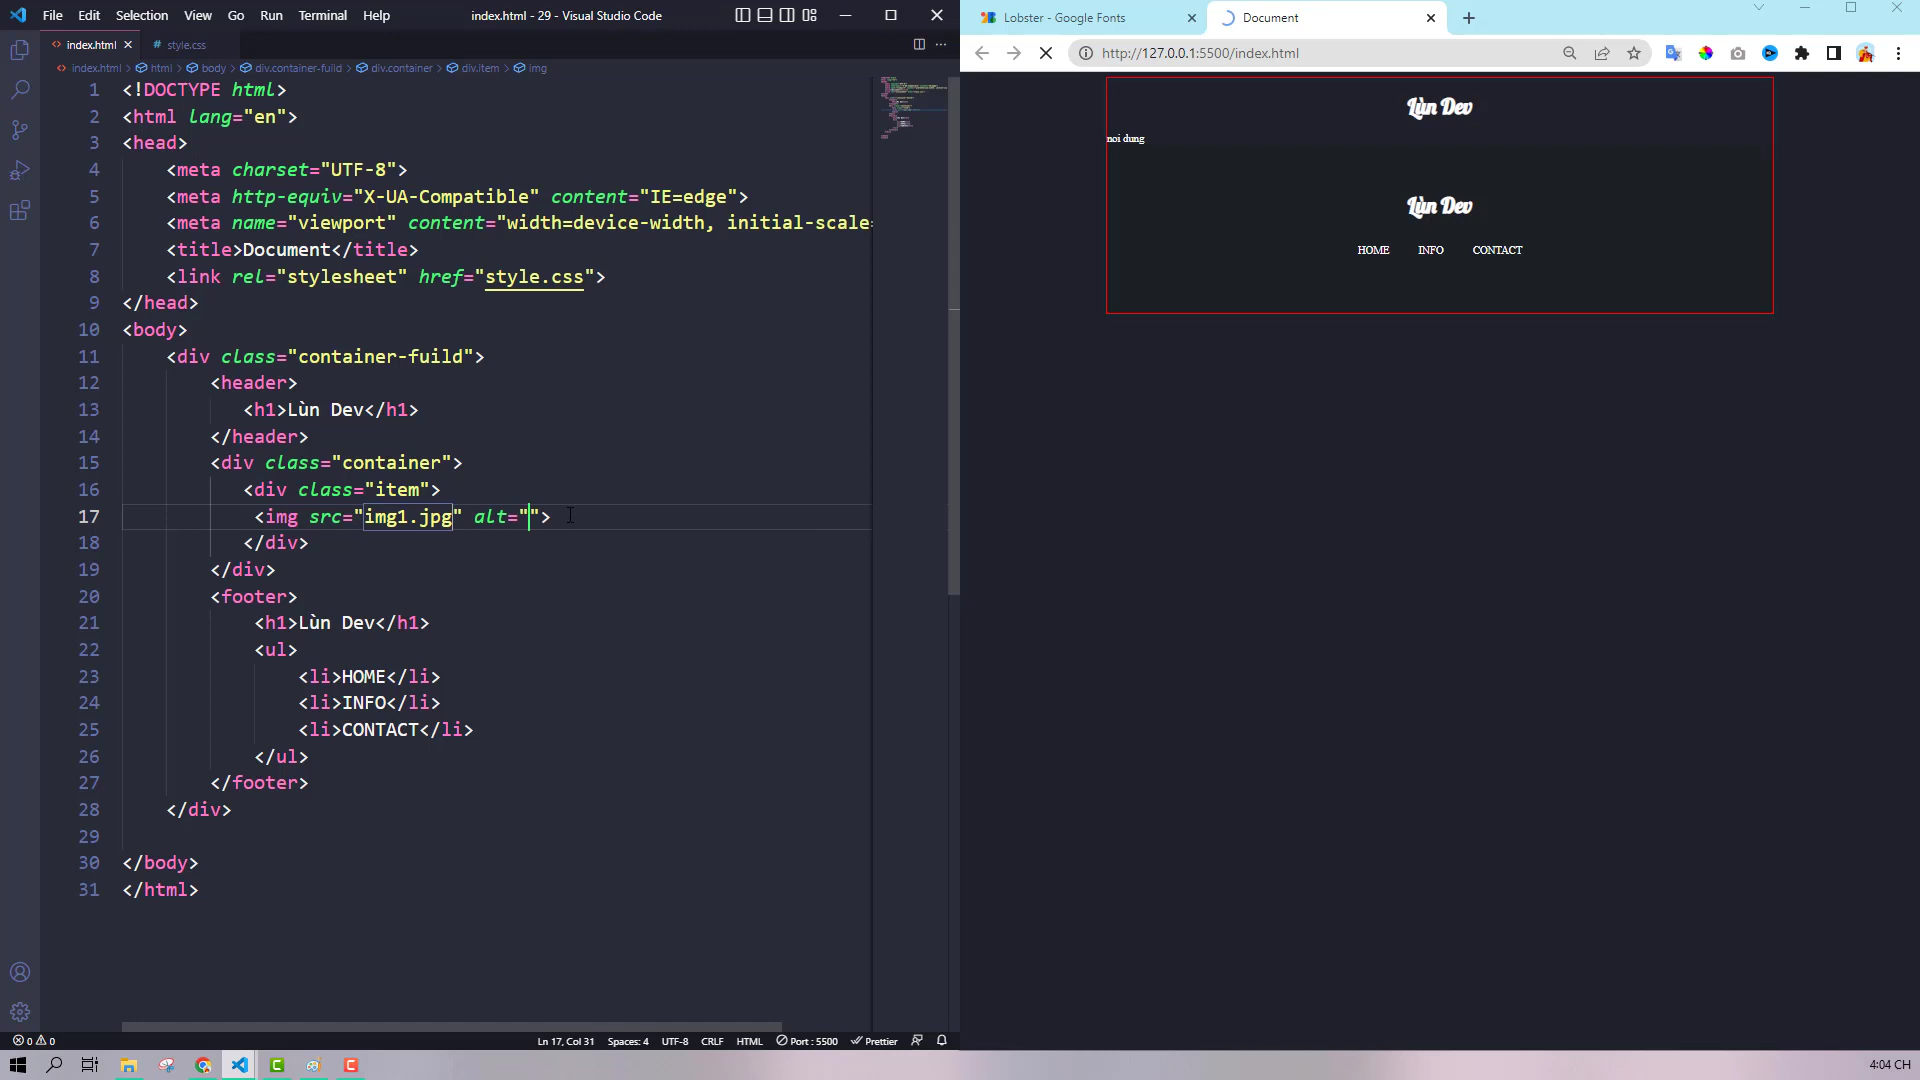 File Edit Selection View Go Run Terminal Help
index.html - 29 - Visual Studio Code
index.html
style.css
index.html > html > body > div.container-fuild > div.container > div.item > img
1 <!DOCTYPE html>
2 <html lang="en">
3 <head>
4 <meta charset="UTF-8">
5 <meta http-equiv="X-UA-Compatible" content="IE=edge">
6 <meta name="viewport" content="width=device-width, initial-scale=
7 <title>Document</title>
8 <link rel="stylesheet" href="style.css">
9 </head>
10 <body>
11 <div class="container-fuild">
12 <header>
13 <h1>Lùn Dev</h1>
14 </header>
15 <div class="container">
16 <div class="item">
17 <img src="img1.jpg" alt="">
18 </div>
19 </div>
20 <footer>
21 <h1>Lùn Dev</h1>
22 <ul>
23 <li>HOME</li>
24 <li>INFO</li>
25 <li>CONTACT</li>
26 </ul>
27 </footer>
28 </div>
29
30 </body>
31 </html>
0 0
Ln 17, Col 31 Spaces: 4 UTF-8 CRLF HTML Port : 5500 Prettier
Lobster - Google Fonts
Document
http://127.0.0.1:5500/index.html
Lùn Dev
noi dung
Lùn Dev
HOME INFO CONTACT
4:04 CH